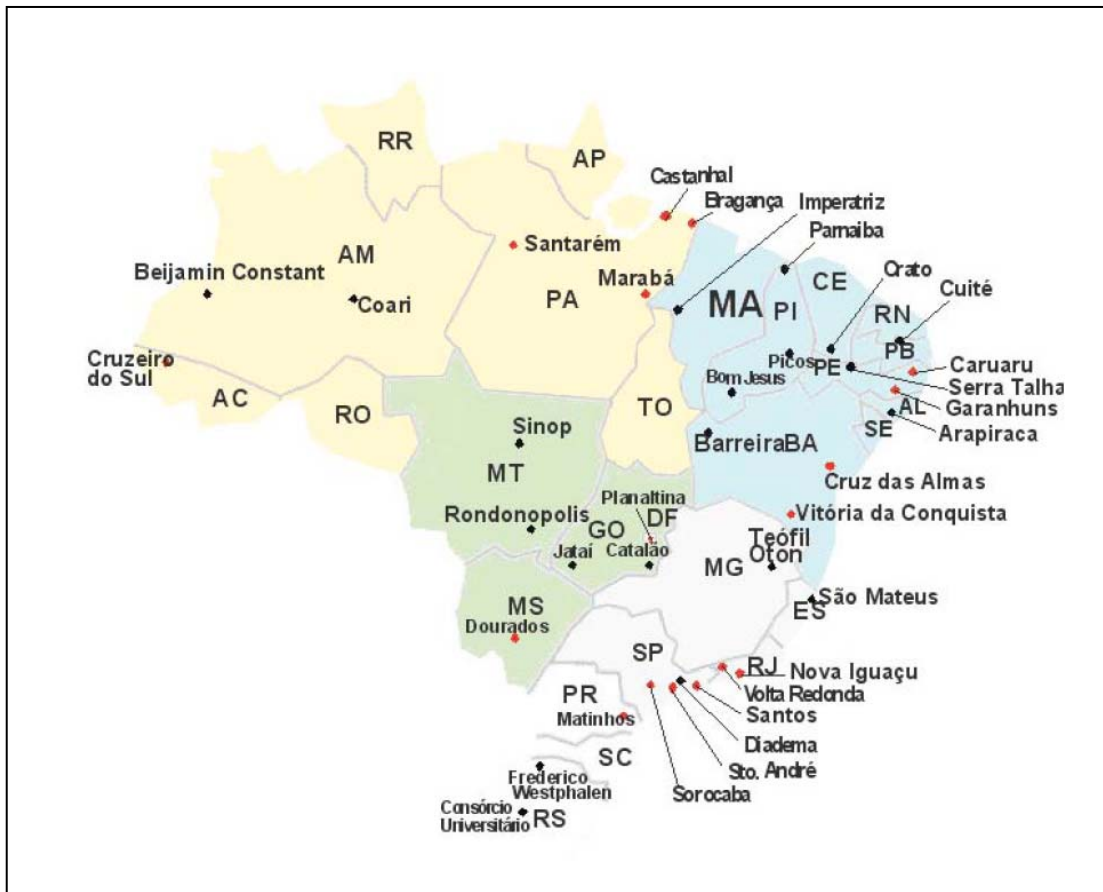 RR
AP
Castanhal
Bragança
Imperatriz
Parnaiba
Santarém
AM
Beijamin Constant
Coari
Marabá
PA
MA
CE
Crato
Cuité
PI
RN
PB
Cruzeiro
do Sul
Picos
PE
Caruaru
Serra Talha
Bom Jesus
AC
RO
TO
AL
Garanhuns
SE
Arapiraca
Sinop
Barreira
BA
MT
Cruz das Almas
Planaltina
Rondonopolis
GO
DF
Vitória da Conquista
Jataí
Catalão
Teófil
Oton
MG
MS
São Mateus
ES
Dourados
SP
RJ
Nova Iguaçu
Volta Redonda
PR
Santos
Matinhos
Diadema
SC
Sto. André
Frederico
Westphalen
Sorocaba
Consórcio
Universitário
RS